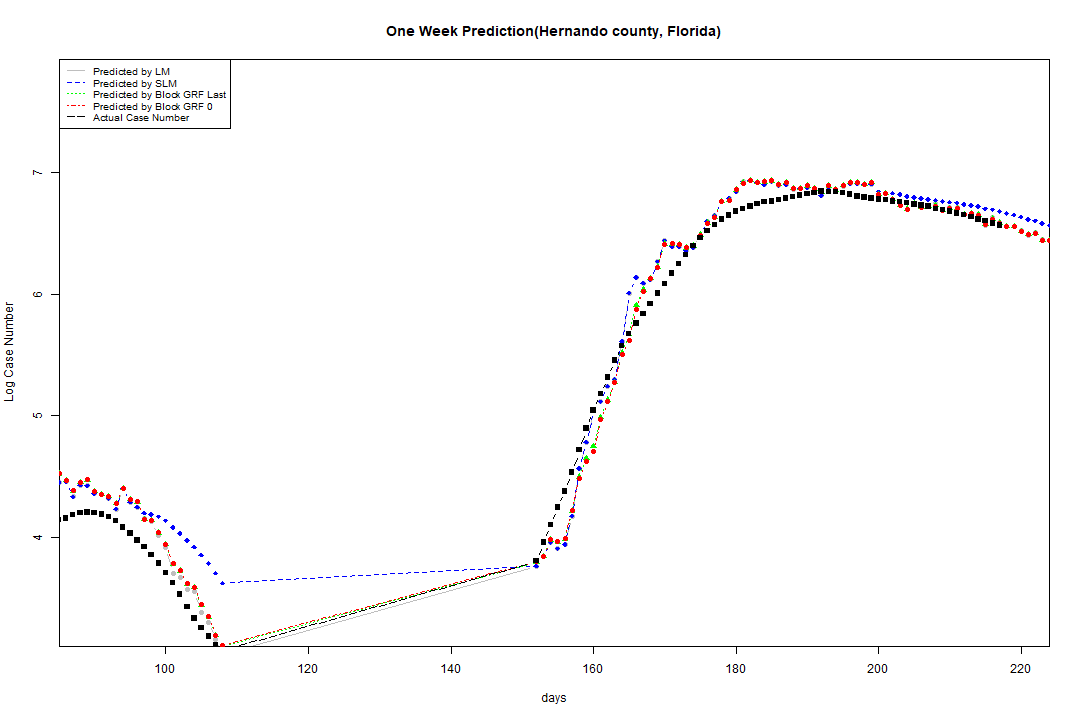 One Week Prediction(Hernando county, Florida)
Predicted by LM
Predicted by SLM
Predicted by Block GRF Last
Predicted by Block GRF 0
Actual Case Number
7
6
5
4
Log Case Number
100 120 140 160 180 200 220
days